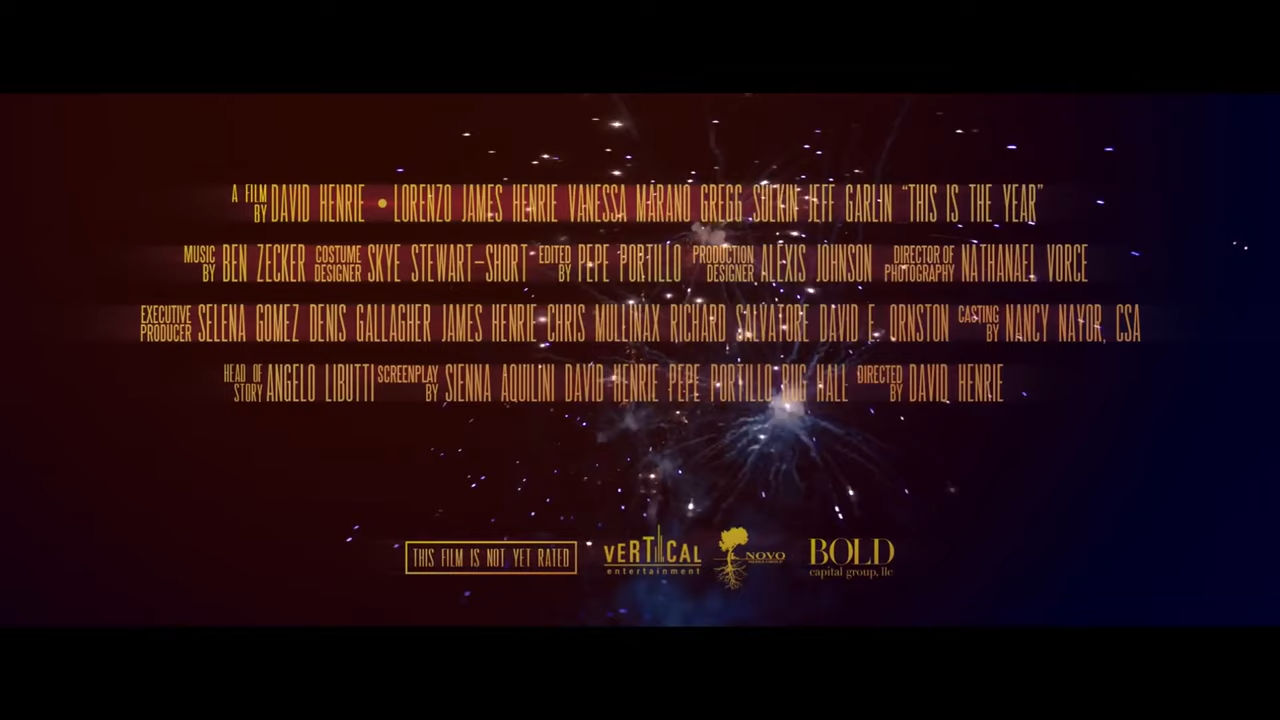 A FILM BY DAVID HENRIE • LORENZO JAMES HENRIE VANESSA MARANO GREGG SULKIN JEFF GARLIN “THIS IS THE YEAR”
MUSIC BY BEN ZECKER COSTUME DESIGNER SKYE STEWART-SHORT EDITED BY PEPE PORTILLO PRODUCTION DESIGNER ALEXIS JOHNSON DIRECTOR OF PHOTOGRAPHY NATHANAEL VORCE
EXECUTIVE PRODUCER SELENA GOMEZ DENIS GALLAGHER JAMES HENRIE CHRIS MULLINAX RICHARD SALVATORE DAVID E. ORNSTON CASTING BY NANCY NAYOR, CSA
HEAD OF STORY ANGELO LIBUTTI SCREENPLAY BY SIENNA AQUILINI DAVID HENRIE PEPE PORTILLO BUG HALL DIRECTED BY DAVID HENRIE
THIS FILM IS NOT YET RATED
VERTICAL
entertainment
NOVO
MEDIA GROUP
BOLD
capital group, llc